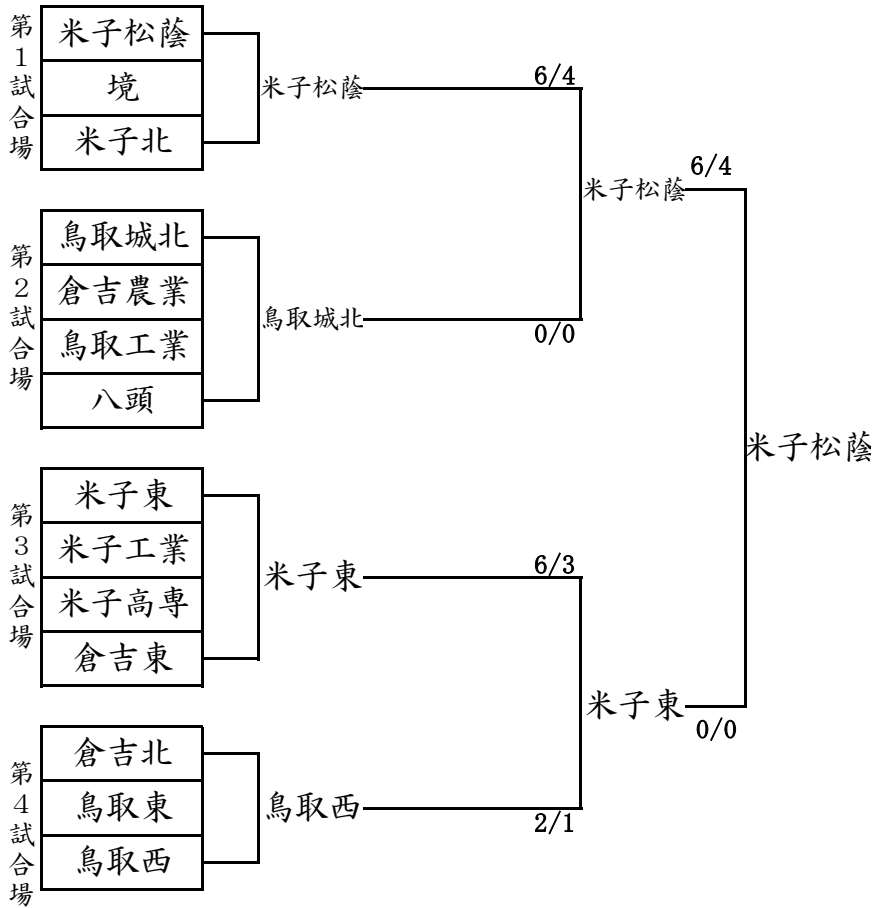 第1試合場
米子松蔭
境
米子北
米子松蔭
6/4
第2試合場
鳥取城北
倉吉農業
鳥取工業
八頭
鳥取城北
0/0
米子松蔭
6/4
第3試合場
米子東
米子工業
米子高専
倉吉東
米子東
6/3
第4試合場
倉吉北
鳥取東
鳥取西
鳥取西
2/1
米子東
0/0
米子松蔭